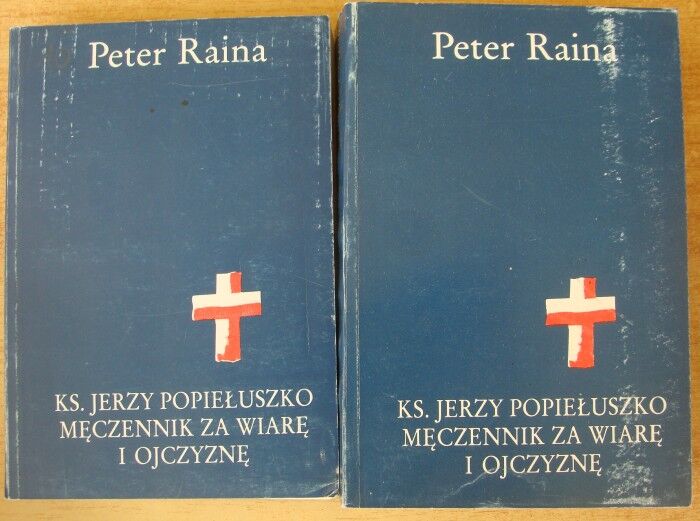 Peter Raina
KS. JERZY POPIEŁUSZKO
MĘCZENNIK ZA WIARĘ
I OJCZYZNĘ
Peter Raina
KS. JERZY POPIEŁUSZKO
MĘCZENNIK ZA WIARĘ
I OJCZYZNĘ